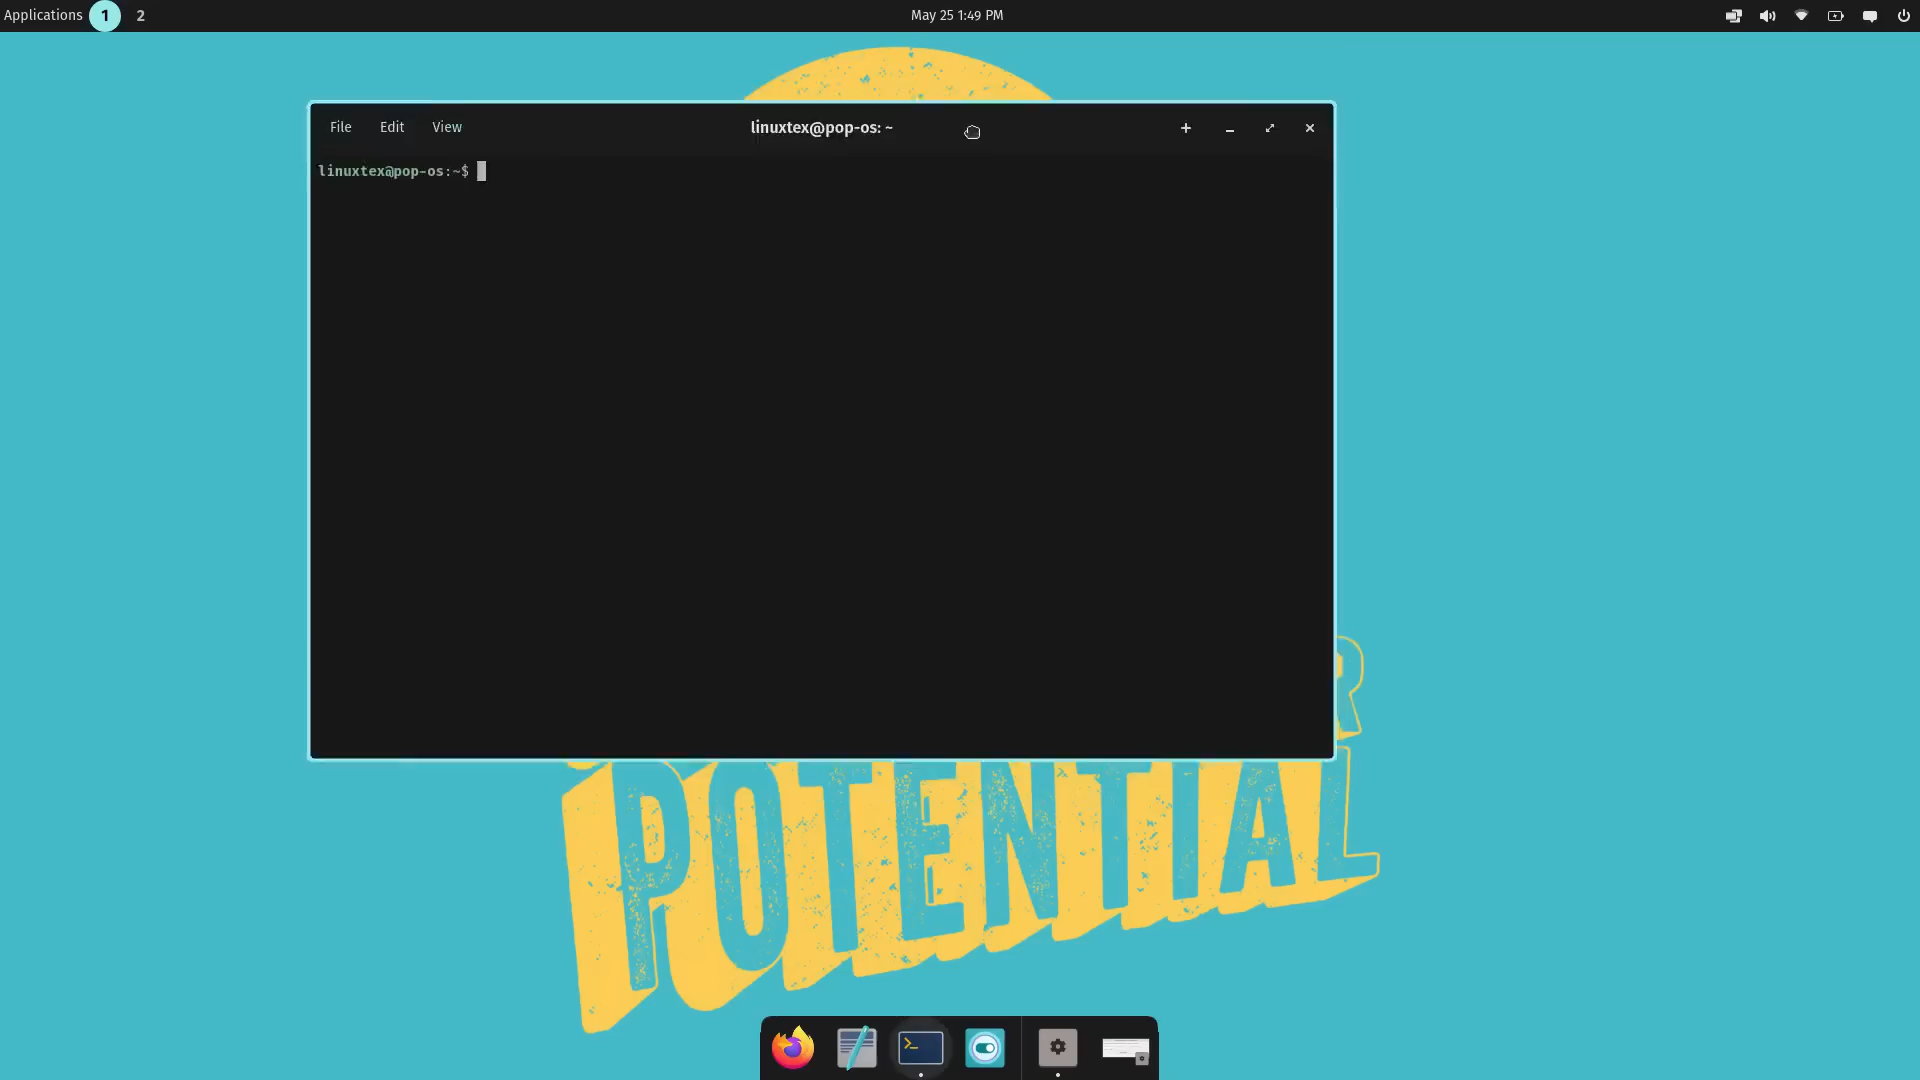 Applications 1 2 May 25 1:49 PM
File Edit View linuxtex@pop-os: ~
linuxtex@pop-os:~$
R
POTENTIAL